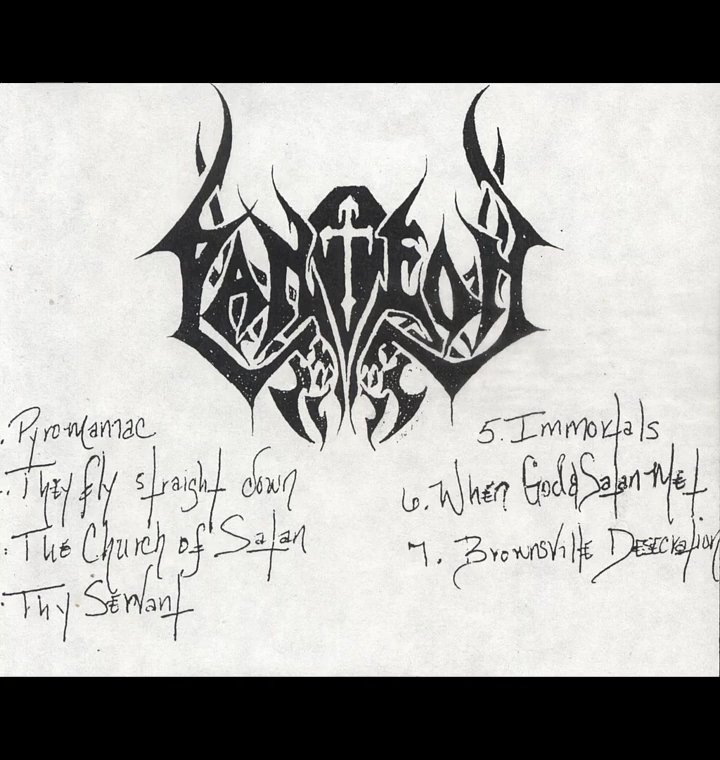 PANTEON
. Pyromaniac
. They fly straight down
. The Church of Satan
. Thy Servant
5. Immortals
6. When God & Satan Met
7. Brownsville Desecration